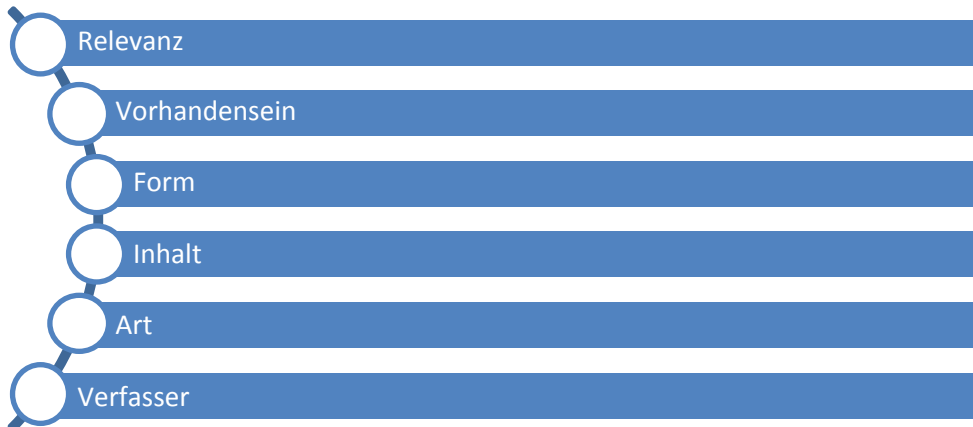 Relevanz
Vorhandensein
Form
Inhalt
Art
Verfasser